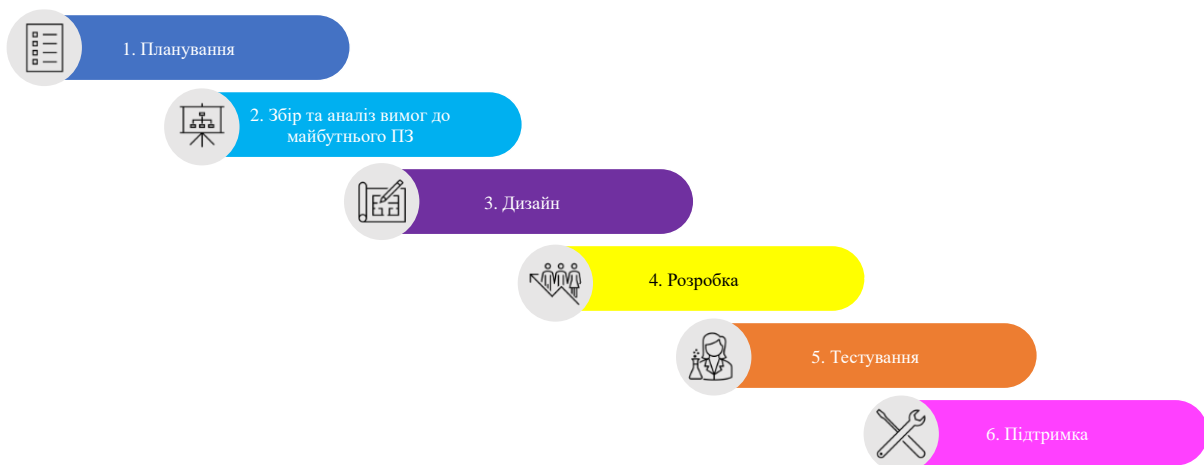 1. Планування
2. Збір та аналіз вимог до
майбутнього ПЗ
3. Дизайн
4. Розробка
5. Тестування
6. Підтримка